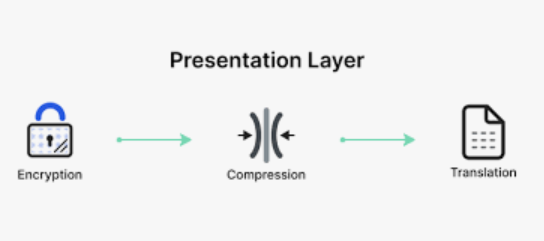 Presentation Layer
Encryption
Compression
Translation